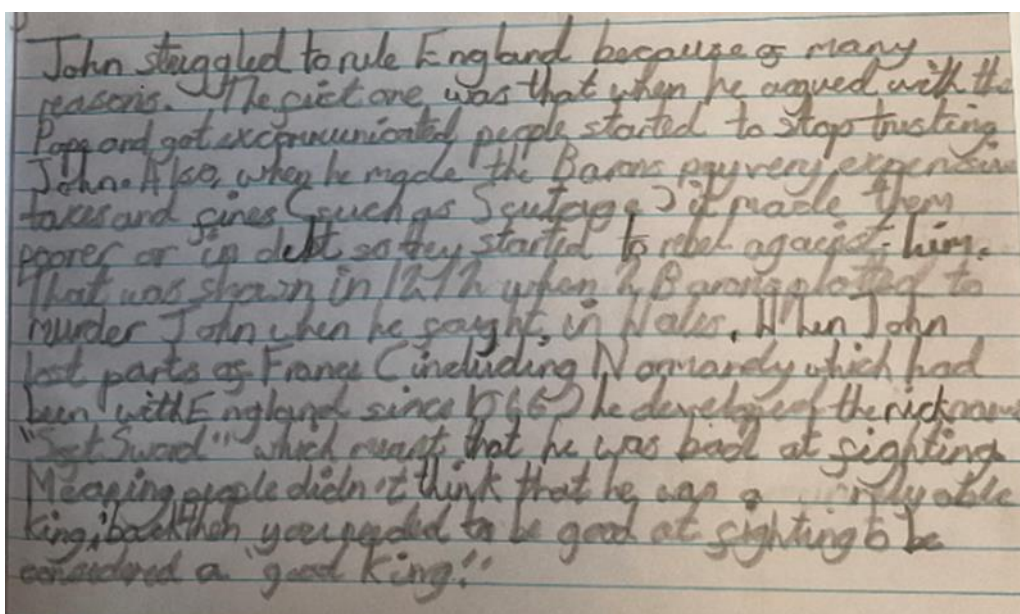 John struggled to rule England because of many
reasons. The first one was that when he argued with the
Pope and got excommunicated people started to stop trusting
John. Also, when he made the Barons pay very expensive
taxes and fines (such as Scutage) it made them
poorer or in debt so they started to rebel against him.
That was shown in 1212 when 2 Barons plotted to
murder John when he fought in Wales. When John
lost parts of France (including Normandy which had
been with England since 1066) he developed the nickname
"Soft Sword" which meant that he was bad at fighting.
Meaning people didn't think that he was a
king, back then you needed to be good at fighting to be
considered a "good king".